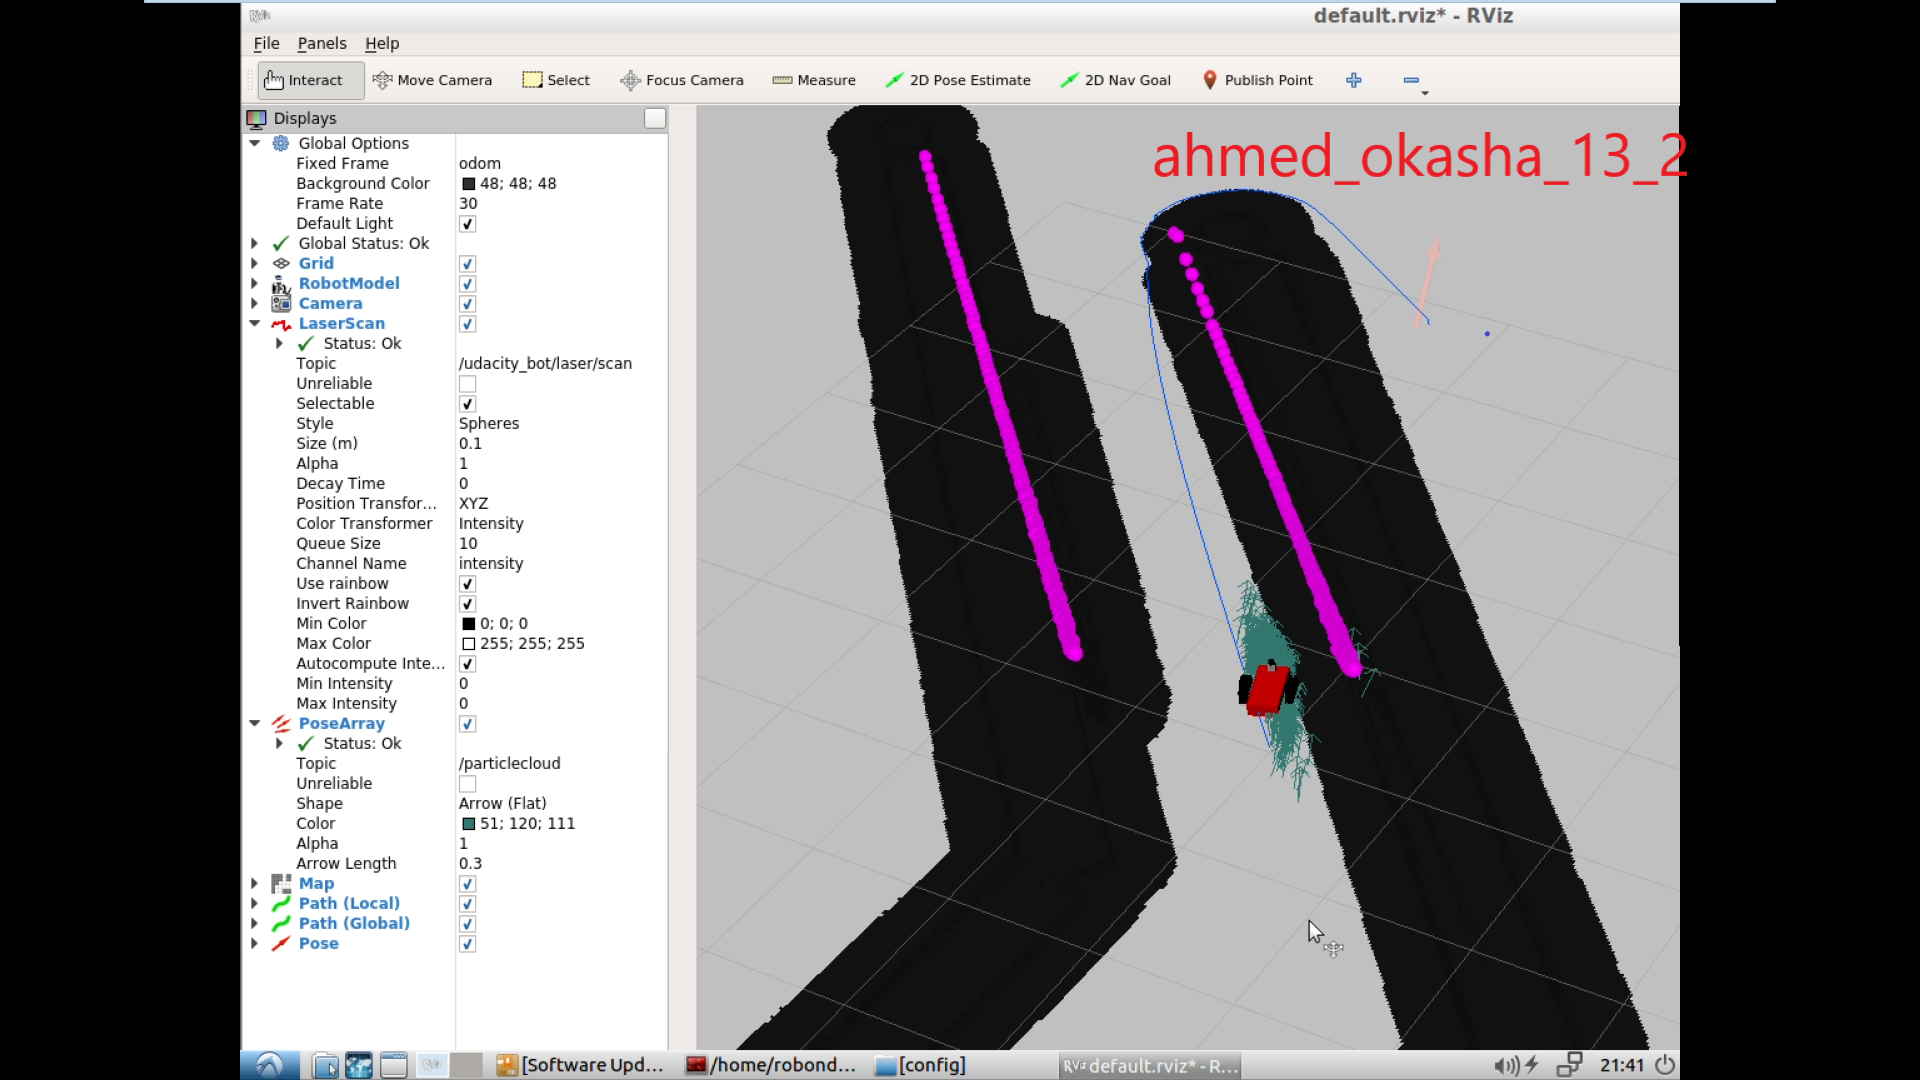 default.rviz* - RViz
File Panels Help
Interact Move Camera Select Focus Camera Measure 2D Pose Estimate 2D Nav Goal Publish Point
Displays
Global Options
Fixed Frame odom
Background Color 48; 48; 48
Frame Rate 30
Default Light
Global Status: Ok
Grid
RobotModel
Camera
LaserScan
Status: Ok
Topic /udacity_bot/laser/scan
Unreliable
Selectable
Style Spheres
Size (m) 0.1
Alpha 1
Decay Time 0
Position Transfor... XYZ
Color Transformer Intensity
Queue Size 10
Channel Name intensity
Use rainbow
Invert Rainbow
Min Color 0; 0; 0
Max Color 255; 255; 255
Autocompute Inte...
Min Intensity 0
Max Intensity 0
PoseArray
Status: Ok
Topic /particlecloud
Unreliable
Shape Arrow (Flat)
Color 51; 120; 111
Alpha 1
Arrow Length 0.3
Map
Path (Local)
Path (Global)
Pose
ahmed_okasha_13_2
[Software Upd... /home/robond... [config] RViz default.rviz* - R... 21:41